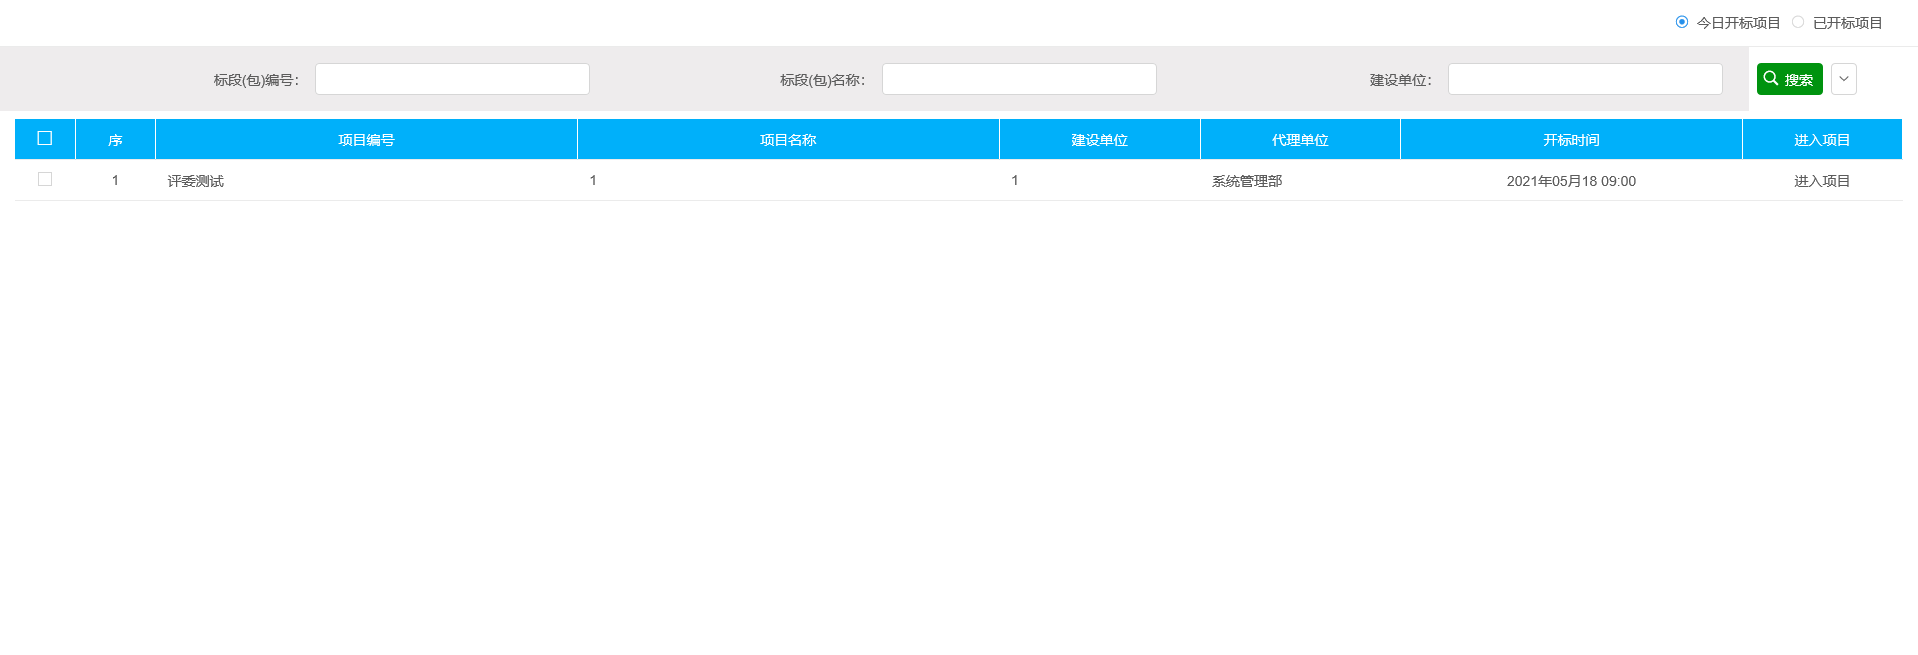 今日开标项目 已开标项目
标段(包)编号： 标段(包)名称： 建设单位： 搜索
序 项目编号 项目名称 建设单位 代理单位 开标时间 进入项目
1 评委测试 1 1 系统管理部 2021年05月18 09:00 进入项目